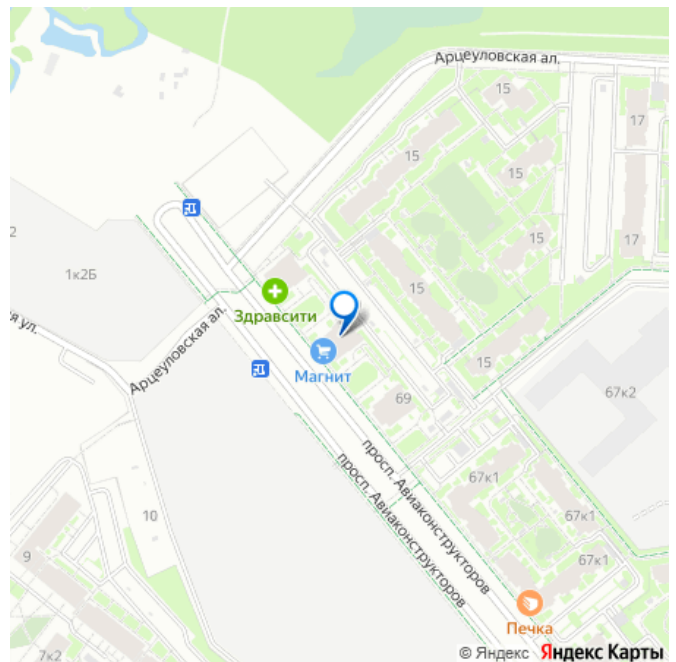 Арцеуловская ал.
15
17
15
15
2
1к2Б
15
17
Здравсити
15
я ул.
Арцеуловская ал.
Магнит
15
69
67к2
просп. Авиаконструкторов
просп. Авиаконструкторов
67к1
10
67к1
9
67к1
Печка
7к2
© Яндекс Яндекс Карты